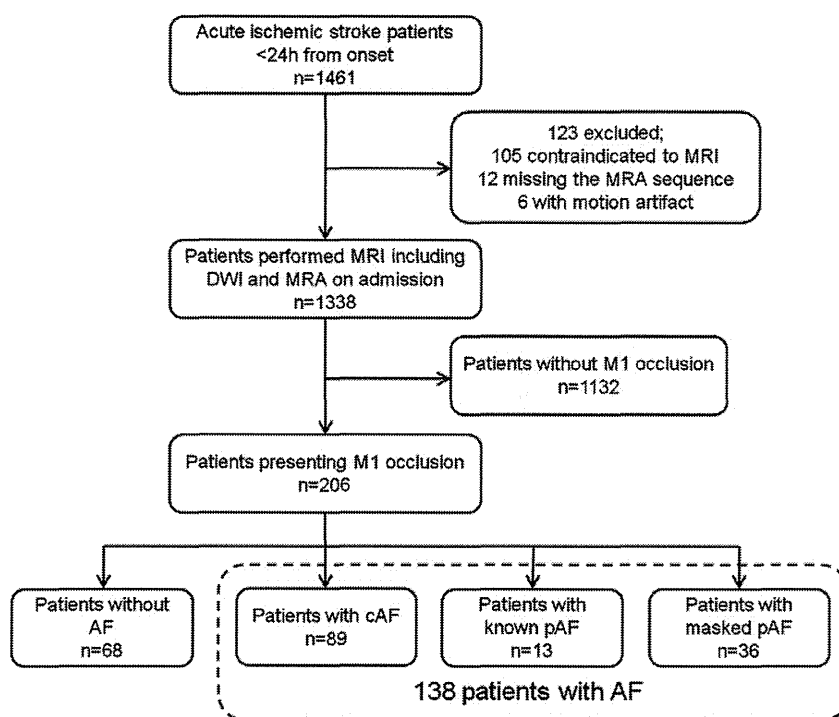 Acute ischemic stroke patients
<24h from onset
n=1461
123 excluded;
105 contraindicated to MRI
12 missing the MRA sequence
6 with motion artifact
Patients performed MRI including
DWI and MRA on admission
n=1338
Patients without M1 occlusion
n=1132
Patients presenting M1 occlusion
n=206
Patients without
AF
n=68
Patients with cAF
n=89
Patients with
known pAF
n=13
Patients with
masked pAF
n=36
138 patients with AF